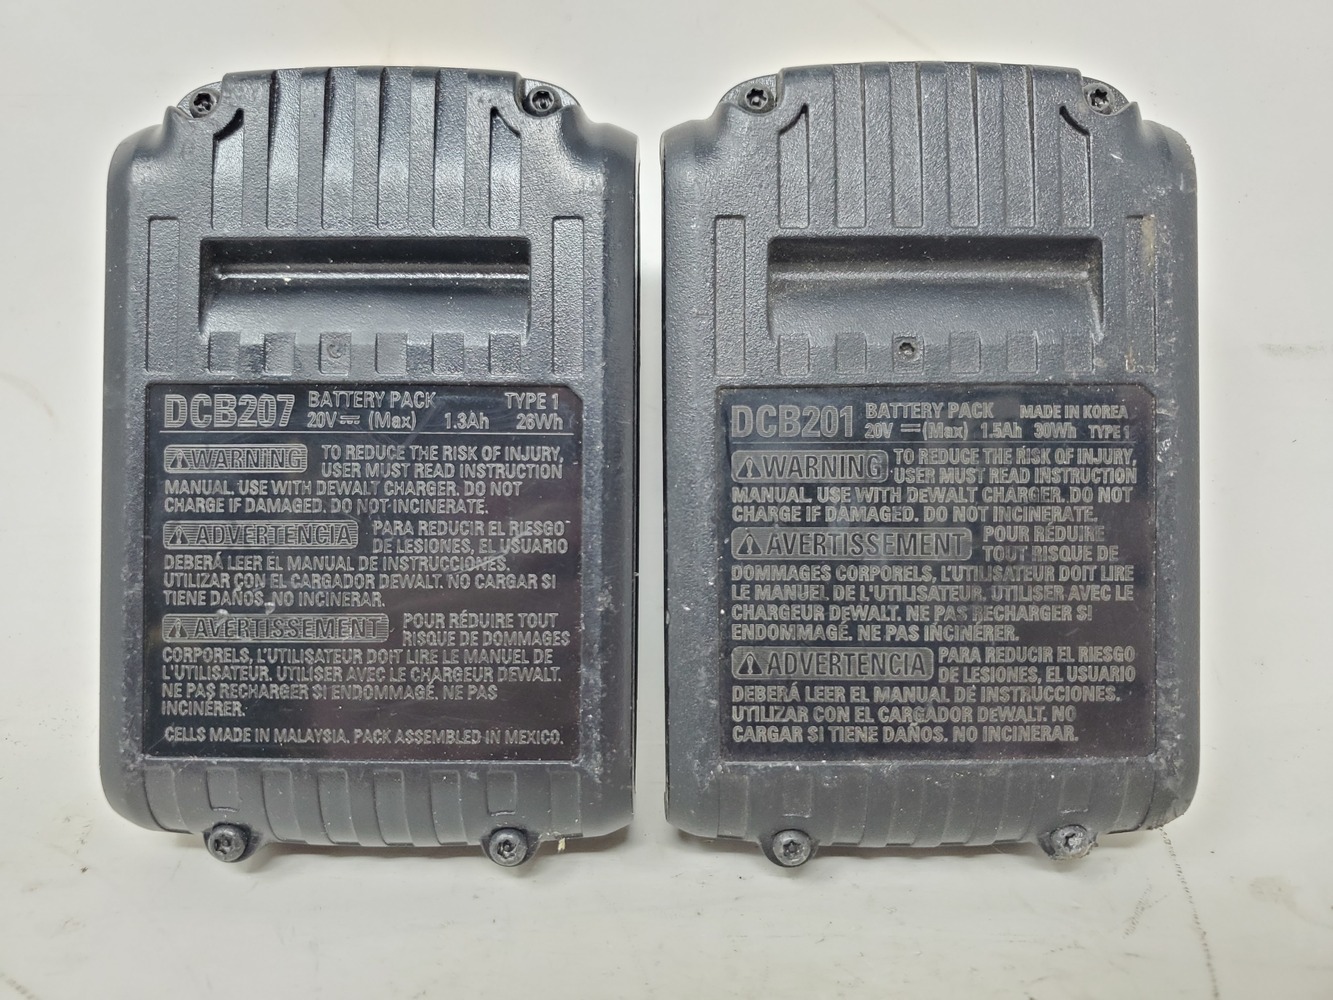 DCB207 BATTERY PACK TYPE 1
20V (Max) 1.3Ah 26Wh
WARNING TO REDUCE THE RISK OF INJURY,
USER MUST READ INSTRUCTION
MANUAL. USE WITH DEWALT CHARGER. DO NOT
CHARGE IF DAMAGED. DO NOT INCINERATE.
ADVERTENCIA PARA REDUCIR EL RIESGO
DE LESIONES, EL USUARIO
DEBERÁ LEER EL MANUAL DE INSTRUCCIONES.
UTILIZAR CON EL CARGADOR DEWALT. NO CARGAR SI
TIENE DAÑOS. NO INCINERAR.
AVERTISSEMENT POUR RÉDUIRE TOUT
RISQUE DE DOMMAGES
CORPORELS, L'UTILISATEUR DOIT LIRE LE MANUEL DE
L'UTILISATEUR. UTILISER AVEC LE CHARGEUR DEWALT.
NE PAS RECHARGER SI ENDOMMAGÉ. NE PAS
INCINÉRER.
CELLS MADE IN MALAYSIA. PACK ASSEMBLED IN MEXICO.
DCB201 BATTERY PACK MADE IN KOREA
20V (Max) 1.5Ah 30Wh TYPE 1
WARNING TO REDUCE THE RISK OF INJURY,
USER MUST READ INSTRUCTION
MANUAL. USE WITH DEWALT CHARGER. DO NOT
CHARGE IF DAMAGED. DO NOT INCINERATE.
AVERTISSEMENT POUR RÉDUIRE
TOUT RISQUE DE
DOMMAGES CORPORELS, L'UTILISATEUR DOIT LIRE
LE MANUEL DE L'UTILISATEUR. UTILISER AVEC LE
CHARGEUR DEWALT. NE PAS RECHARGER SI
ENDOMMAGÉ. NE PAS INCINÉRER.
ADVERTENCIA PARA REDUCIR EL RIESGO
DE LESIONES, EL USUARIO
DEBERÁ LEER EL MANUAL DE INSTRUCCIONES.
UTILIZAR CON EL CARGADOR DEWALT. NO
CARGAR SI TIENE DAÑOS. NO INCINERAR.